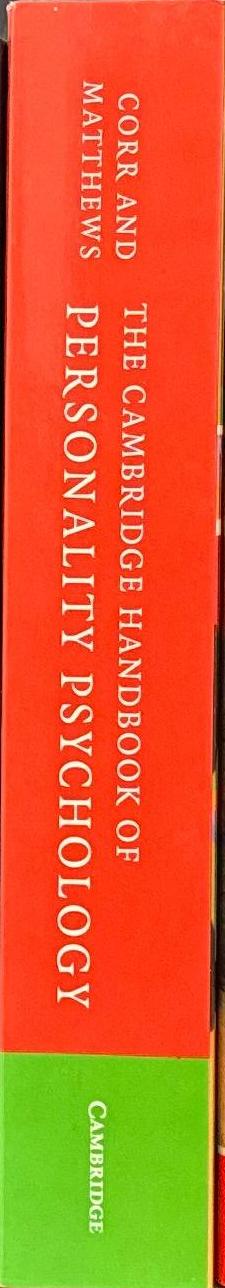 CORR AND
MATTHEWS
THE CAMBRIDGE HANDBOOK OF
PERSONALITY PSYCHOLOGY
CAMBRIDGE